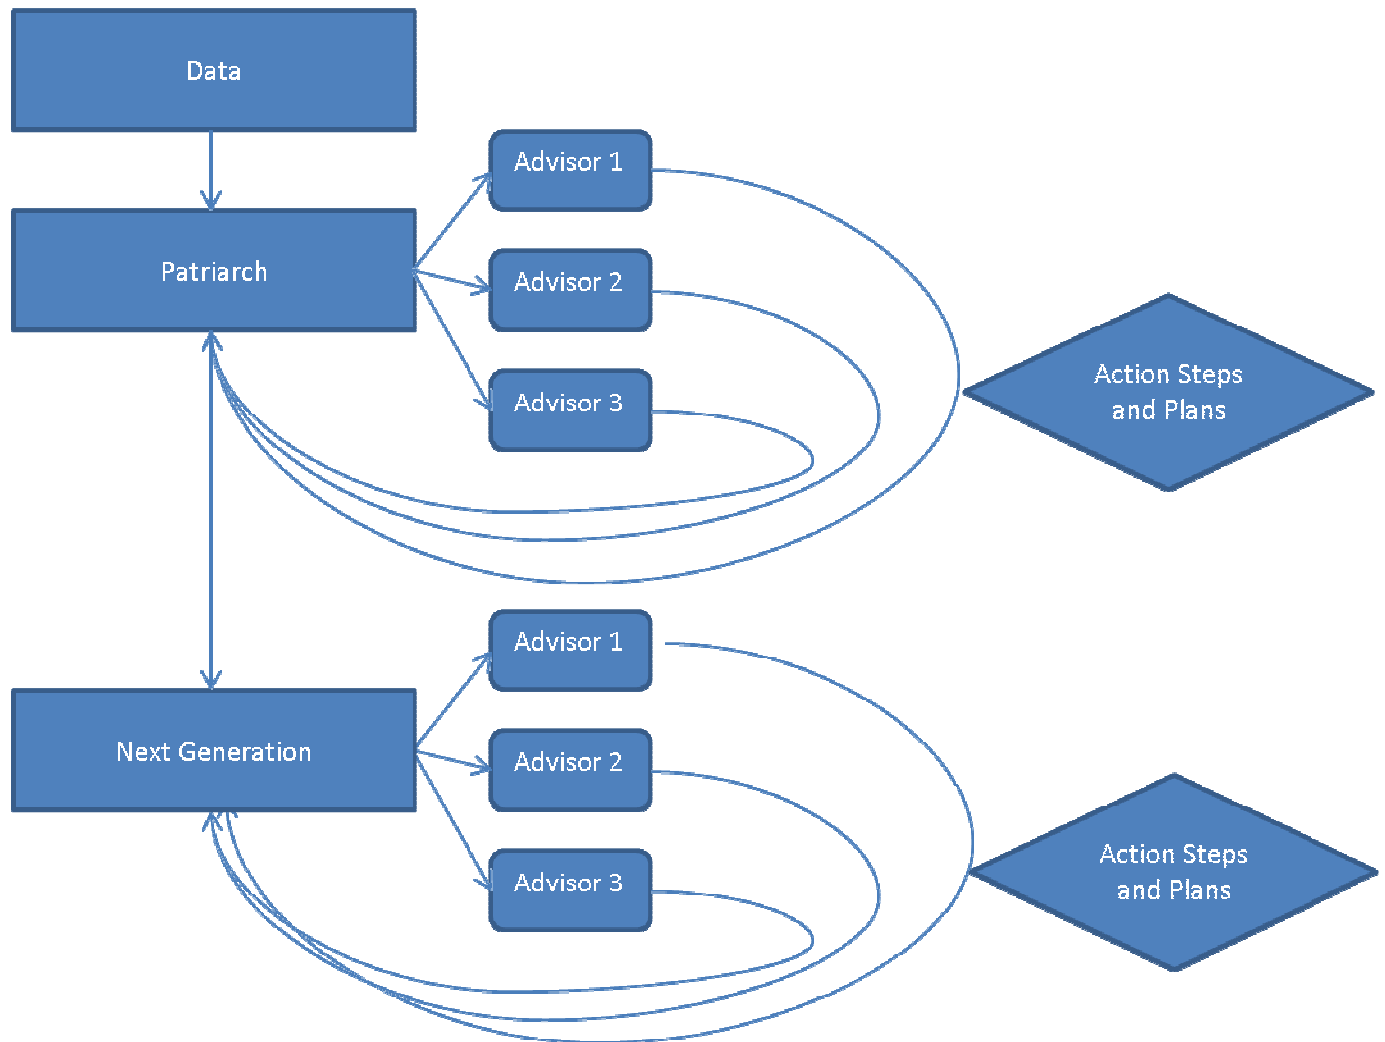 Data
Patriarch
Advisor 1
Advisor 2
Advisor 3
Action Steps
and Plans
Next Generation
Advisor 1
Advisor 2
Advisor 3
Action Steps
and Plans